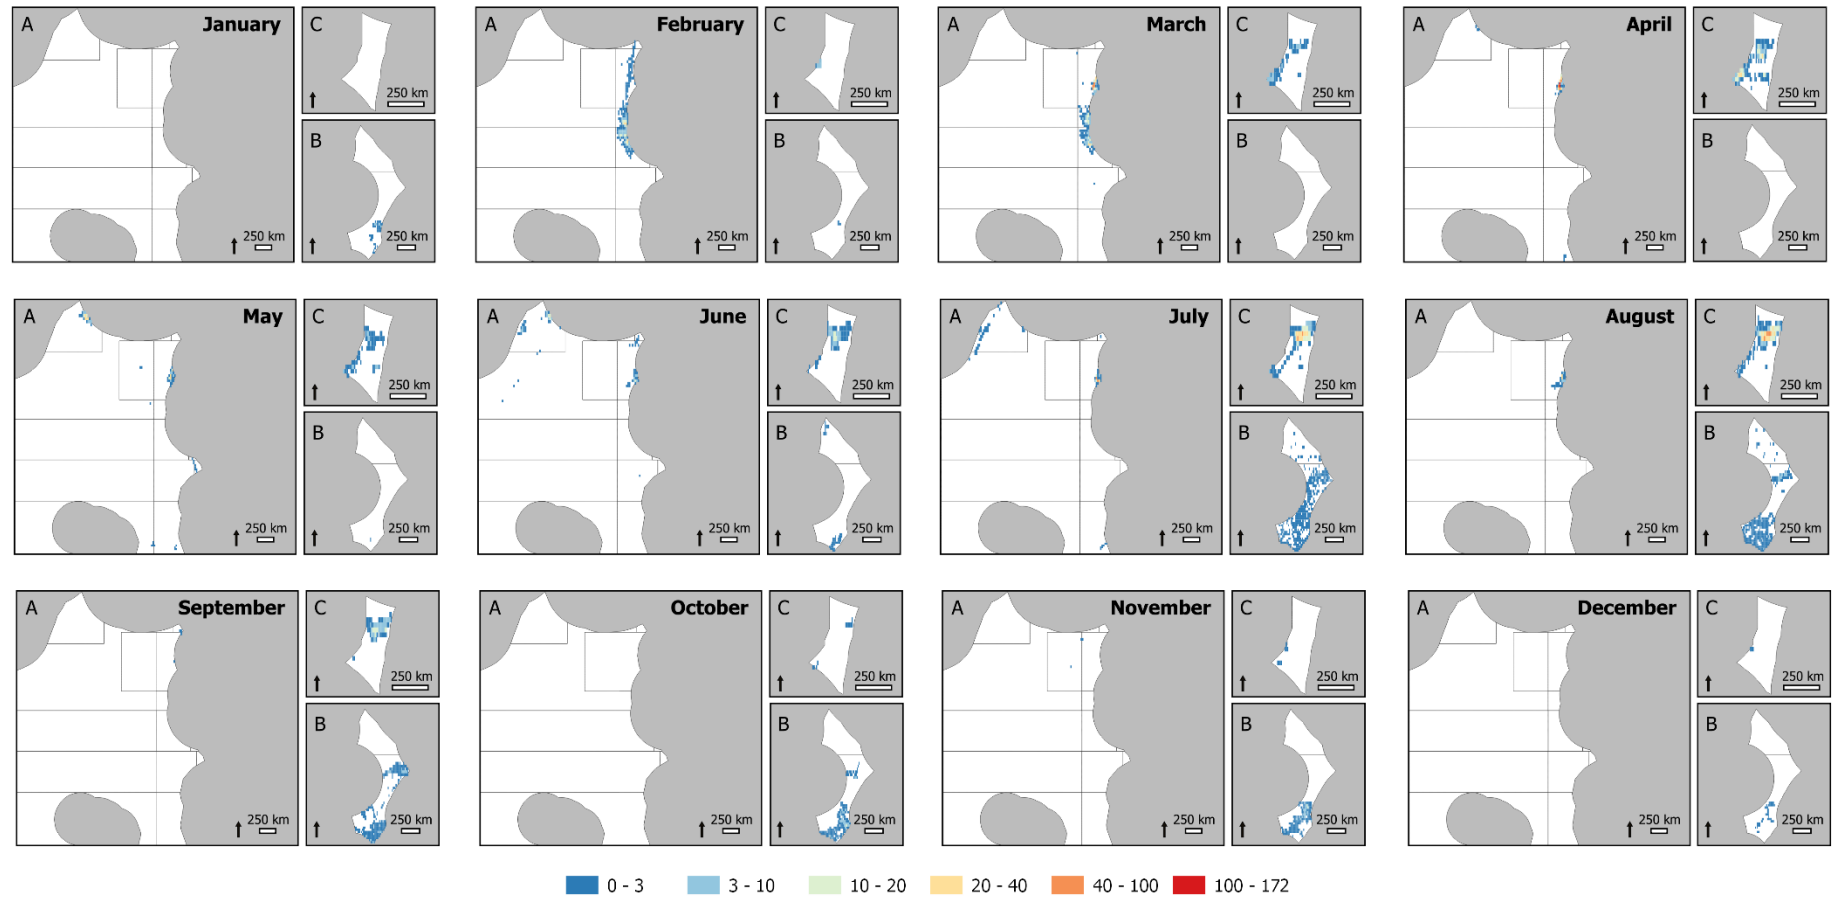 A January C
250 km
B
250 km 250 km
A February C
250 km
B
250 km 250 km
A March C
250 km
B
250 km 250 km
A April C
250 km
B
250 km 250 km
A May C
250 km
B
250 km 250 km
A June C
250 km
B
250 km 250 km
A July C
250 km
B
250 km 250 km
A August C
250 km
B
250 km 250 km
A September C
250 km
B
250 km 250 km
A October C
250 km
B
250 km 250 km
A November C
250 km
B
250 km 250 km
A December C
250 km
B
250 km 250 km
0 - 3 3 - 10 10 - 20 20 - 40 40 - 100 100 - 172